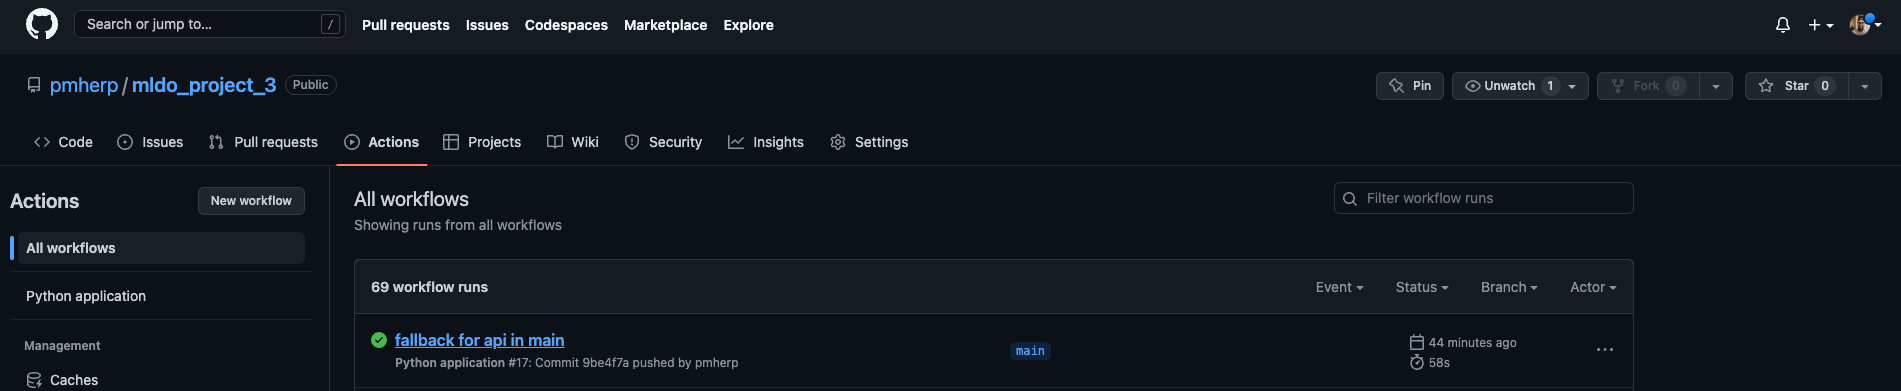 Search or jump to... /
Pull requests Issues Codespaces Marketplace Explore
pmherp / mldo_project_3 Public
Pin Unwatch 1 Fork 0 Star 0
Code Issues Pull requests Actions Projects Wiki Security Insights Settings
Actions New workflow
All workflows
Python application
Management
Caches
All workflows
Showing runs from all workflows
Filter workflow runs
69 workflow runs Event Status Branch Actor
fallback for api in main
Python application #17: Commit 9be4f7a pushed by pmherp
main
44 minutes ago
58s